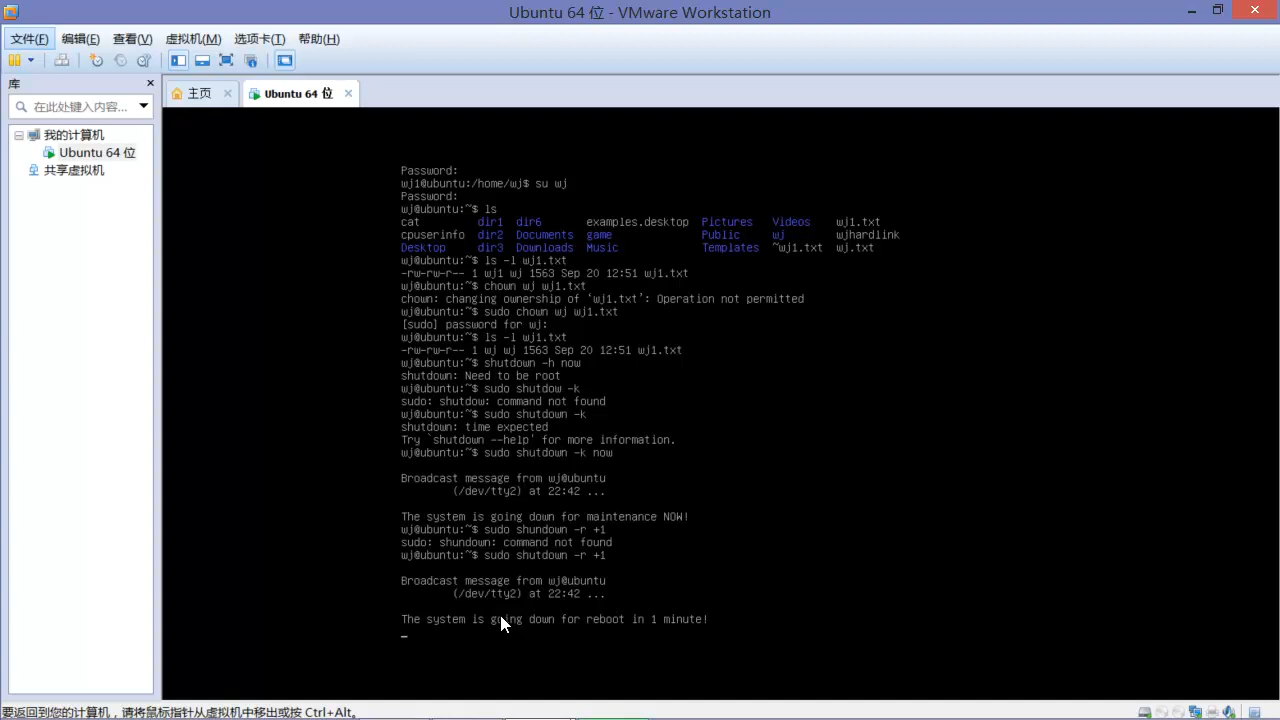 Ubuntu 64 位 - VMware Workstation
文件(F) 编辑(E) 查看(V) 虚拟机(M) 选项卡(T) 帮助(H)
库
主页 Ubuntu 64 位
在此处键入内容...
我的计算机
Ubuntu 64 位
共享虚拟机
Password:
wj1@ubuntu:/home/wj$ su wj
Password:
wj@ubuntu:~$ ls
cat dir1 dir6 examples.desktop Pictures Videos wj1.txt
cpuserinfo dir2 Documents game Public wj wjhardlink
Desktop dir3 Downloads Music Templates ~wj1.txt wj.txt
wj@ubuntu:~$ ls -l wj1.txt
-rw-rw-r-- 1 wj1 wj 1563 Sep 20 12:51 wj1.txt
wj@ubuntu:~$ chown wj wj1.txt
chown: changing ownership of ‘wj1.txt’: Operation not permitted
wj@ubuntu:~$ sudo chown wj wj1.txt
[sudo] password for wj:
wj@ubuntu:~$ ls -l wj1.txt
-rw-rw-r-- 1 wj wj 1563 Sep 20 12:51 wj1.txt
wj@ubuntu:~$ shutdown -h now
shutdown: Need to be root
wj@ubuntu:~$ sudo shutdow -k
sudo: shutdow: command not found
wj@ubuntu:~$ sudo shutdown -k
shutdown: time expected
Try `shutdown --help' for more information.
wj@ubuntu:~$ sudo shutdown -k now
Broadcast message from wj@ubuntu
(/dev/tty2) at 22:42 ...
The system is going down for maintenance NOW!
wj@ubuntu:~$ sudo shundown -r +1
sudo: shundown: command not found
wj@ubuntu:~$ sudo shutdown -r +1
Broadcast message from wj@ubuntu
(/dev/tty2) at 22:42 ...
The system is going down for reboot in 1 minute!
要返回到您的计算机，请将鼠标指针从虚拟机中移出或按 Ctrl+Alt。